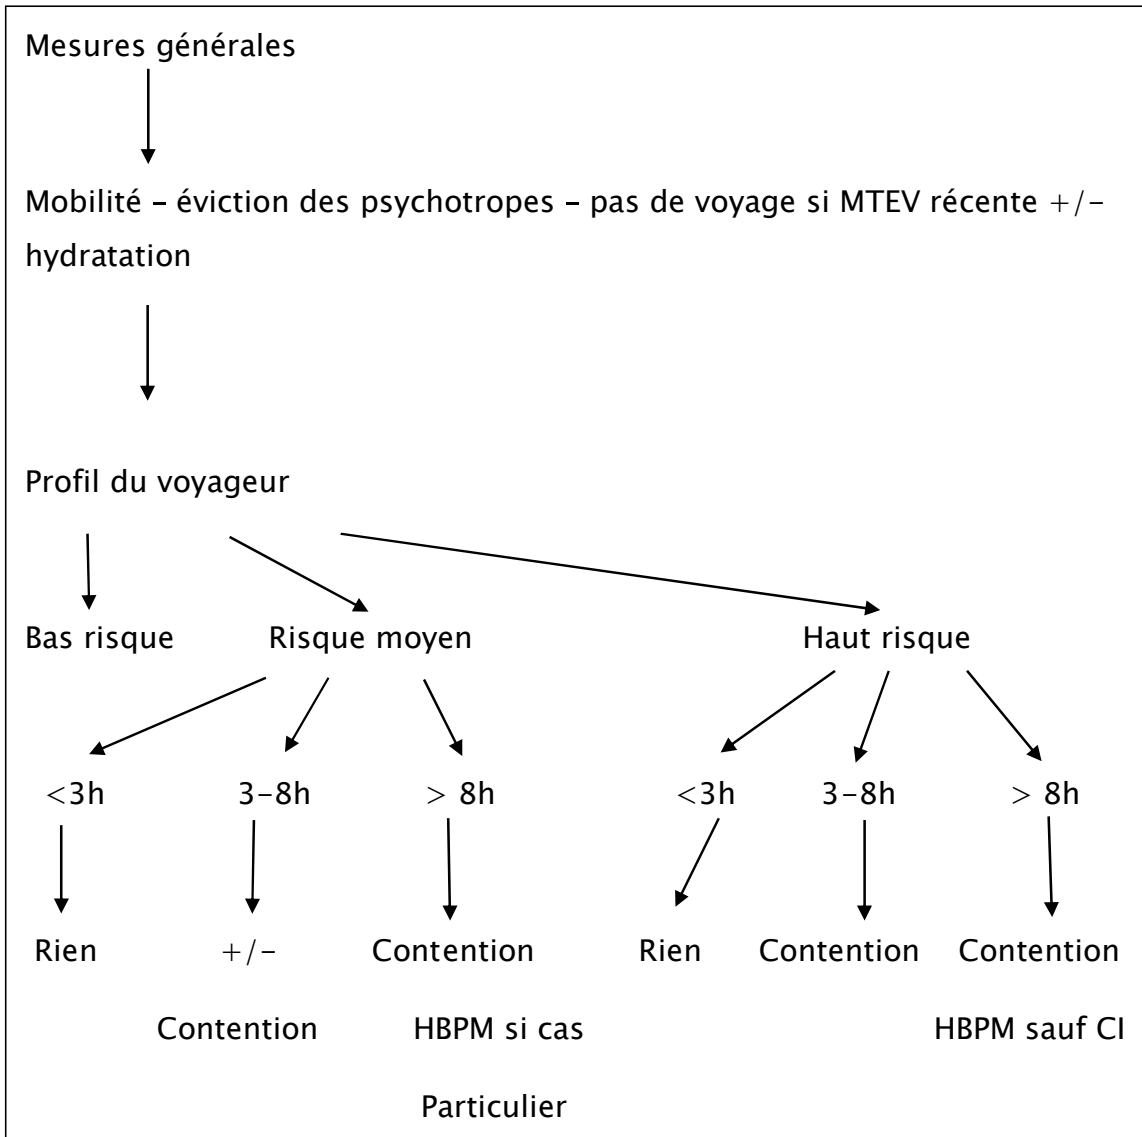 Mesures générales
Mobilité – éviction des psychotropes – pas de voyage si MTEV récente +/–
hydratation
Profil du voyageur
Bas risque Risque moyen Haut risque
<3h 3–8h > 8h <3h 3–8h > 8h
Rien +/– Contention Rien Contention Contention
Contention HBPM si cas HBPM sauf CI
Particulier